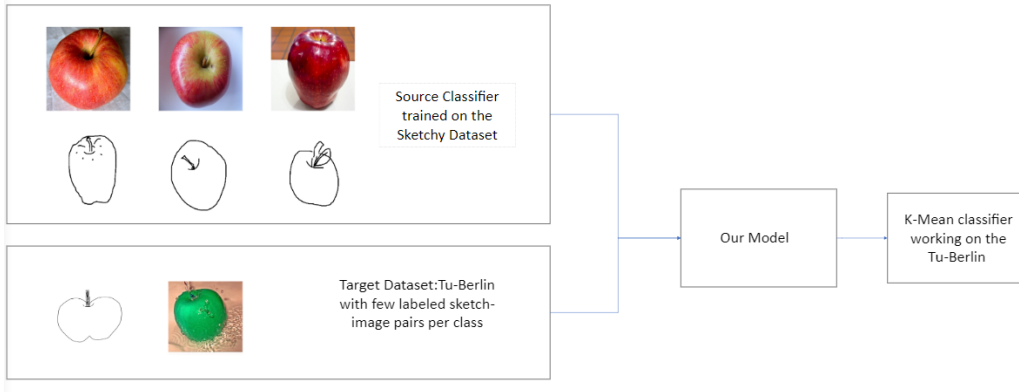 Source Classifier
trained on the
Sketchy Dataset
Target Dataset:Tu-Berlin
with few labeled sketch-
image pairs per class
Our Model
K-Mean classifier
working on the
Tu-Berlin